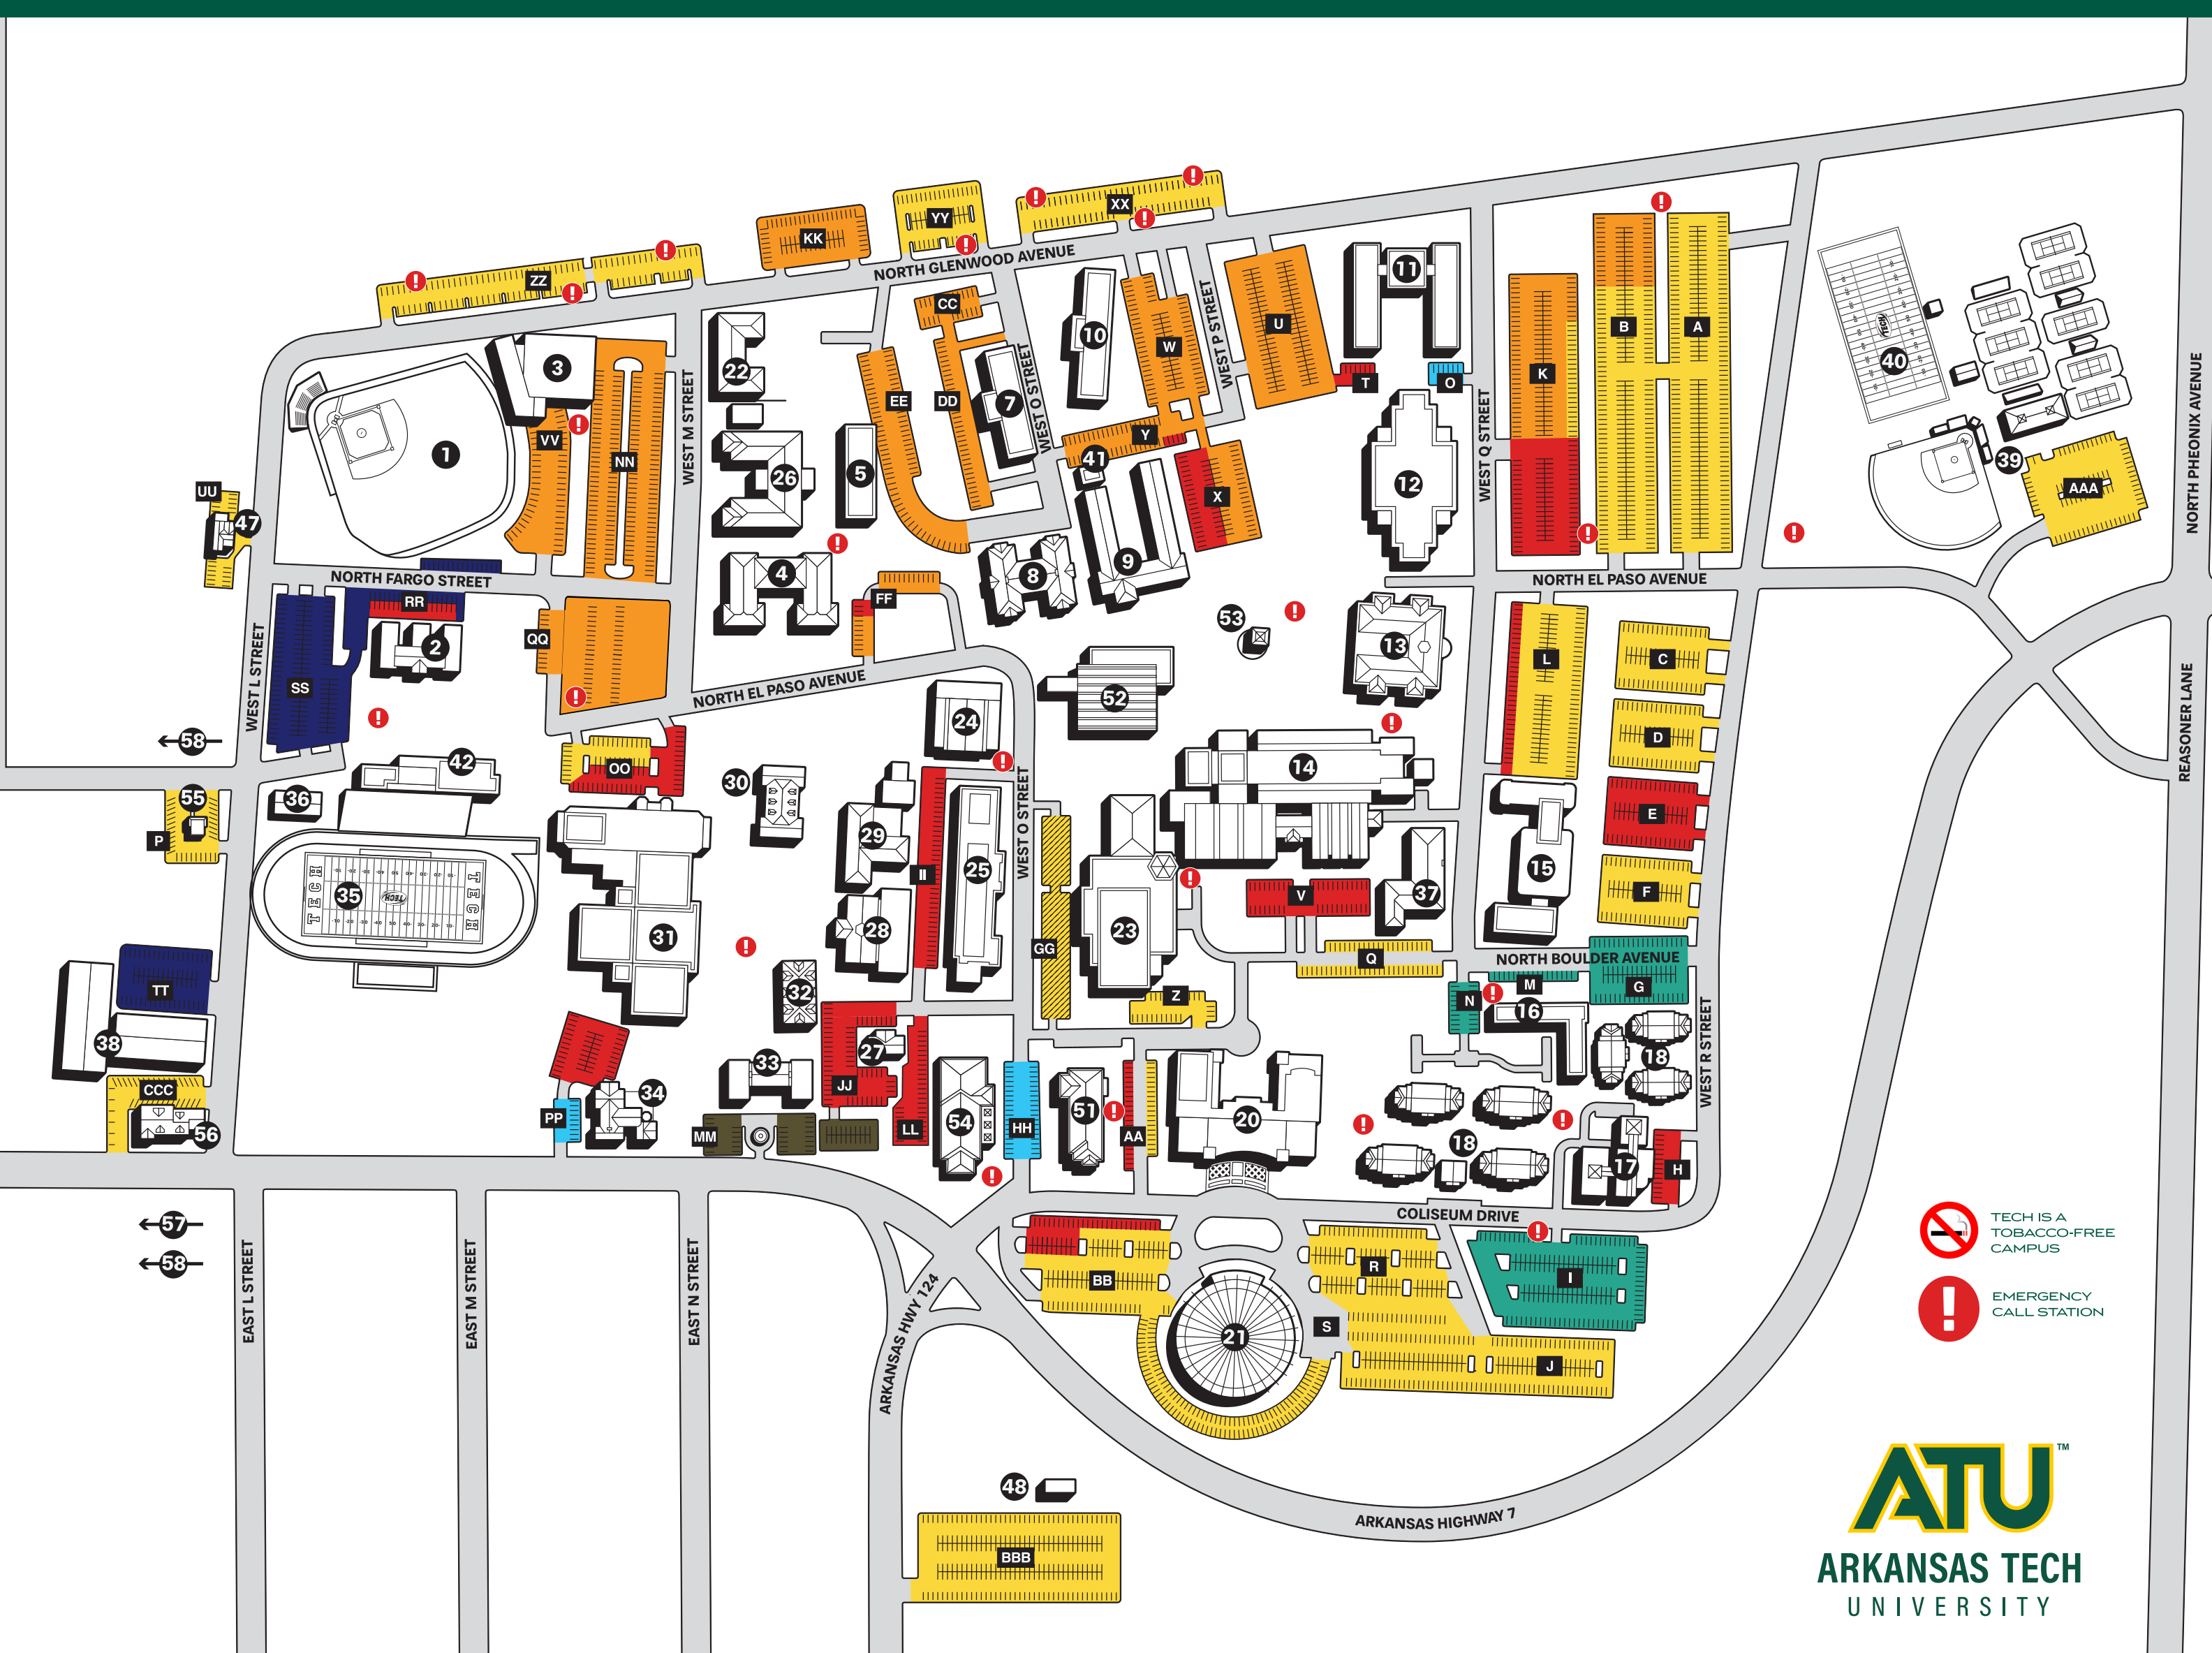 XX
YY
KK
ZZ
NORTH GLENWOOD AVENUE
CC
10
W
WEST P STREET
U
11
T
O
K
B
A
40
TECH
3
22
EE
DD
7
WEST O STREET
VV
NN
WEST M STREET
1
26
5
Y
41
X
12
WEST Q STREET
39
AAA
NORTH PHEONIX AVENUE
UU
47
NORTH FARGO STREET
RR
4
8
9
NORTH EL PASO AVENUE
FF
QQ
2
SS
WEST L STREET
53
13
L
C
D
REASONER LANE
NORTH EL PASO AVENUE
52
24
58
42
OO
30
14
36
55
P
29
25
WEST O STREET
II
E
15
F
35
TECH
TECH
TECH
V
37
31
28
GG
23
Q
NORTH BOULDER AVENUE
TT
32
Z
N
M
G
16
38
27
33
JJ
18
WEST R STREET
CCC
56
34
PP
MM
LL
54
HH
51
AA
20
18
17
H
COLISEUM DRIVE
57
58
BB
R
I
S
21
J
EAST L STREET
EAST M STREET
EAST N STREET
ARKANSAS HWY 124
48
BBB
ARKANSAS HIGHWAY 7
TECH IS A
TOBACCO-FREE
CAMPUS
EMERGENCY
CALL STATION
ATU™
ARKANSAS TECH
UNIVERSITY